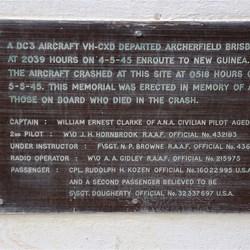 A DC3 AIRCRAFT VH-CXD DEPARTED ARCHERFIELD BRISB
AT 2039 HOURS ON 4-5-45 ENROUTE TO NEW GUINEA.
THE AIRCRAFT CRASHED AT THIS SITE AT 0518 HOURS
5-5-45. THIS MEMORIAL WAS ERECTED IN MEMORY OF A
THOSE ON BOARD WHO DIED IN THE CRASH.
CAPTAIN : WILLIAM ERNEST CLARKE OF A.N.A. CIVILIAN PILOT AGED
2ND PILOT : W/O J. H. HORNIBROOK R.A.A.F. OFFICIAL No. 432183
UNDER INSTRUCTOR : F/SGT. N. P. BROWNE R.A.A.F. OFFICIAL No. 436
RADIO OPERATOR : W/O A. A. GIDLEY R.A.A.F. OFFICIAL No. 215975
PASSENGER : CPL. RUDOLPH H. KOZEN OFFICIAL No. 16022995 U.S.A
AND A SECOND PASSENGER BELIEVED TO BE
SSGT. DOUGHERTY OFFICIAL No. 32337697 U.S.A.